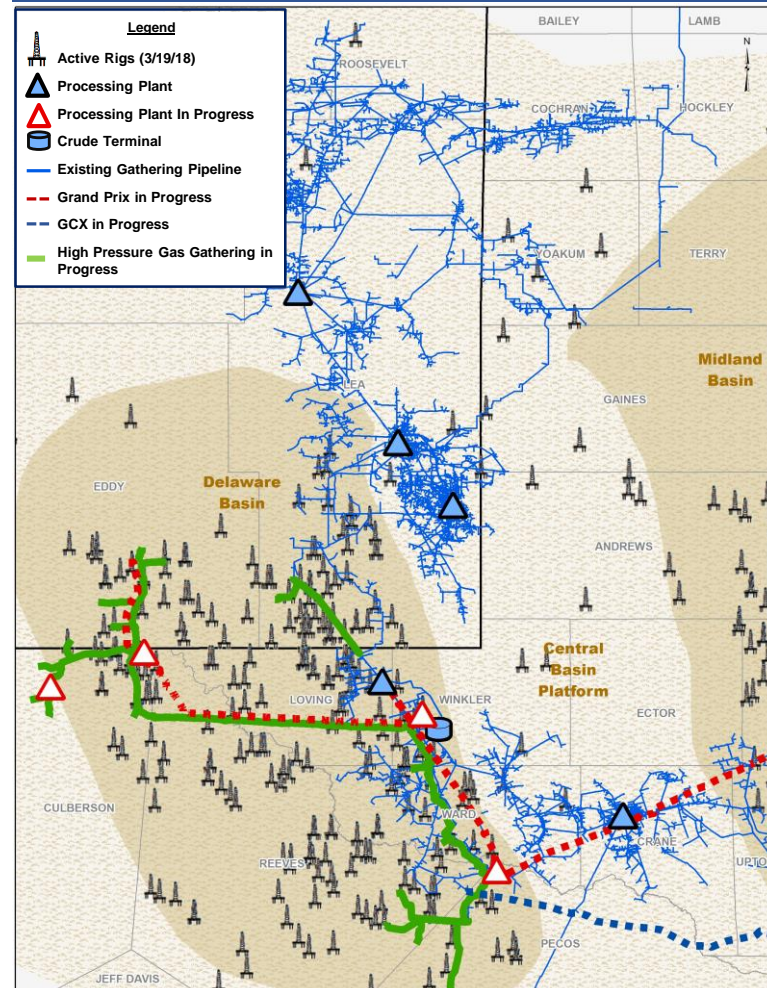 Legend
Active Rigs (3/19/18)
Processing Plant
Processing Plant In Progress
Crude Terminal
Existing Gathering Pipeline
Grand Prix in Progress
GCX in Progress
High Pressure Gas Gathering in
Progress
BAILEY
LAMB
N
ROOSEVELT
COCHRAN
HOCKLEY
YOAKUM
TERRY
Midland
Basin
LEA
GAINES
EDDY
Delaware
Basin
ANDREWS
Central
Basin
Platform
LOVING
WINKLER
ECTOR
CULBERSON
WARD
CRANE
REEVES
UPTO
PECOS
JEFF DAVIS